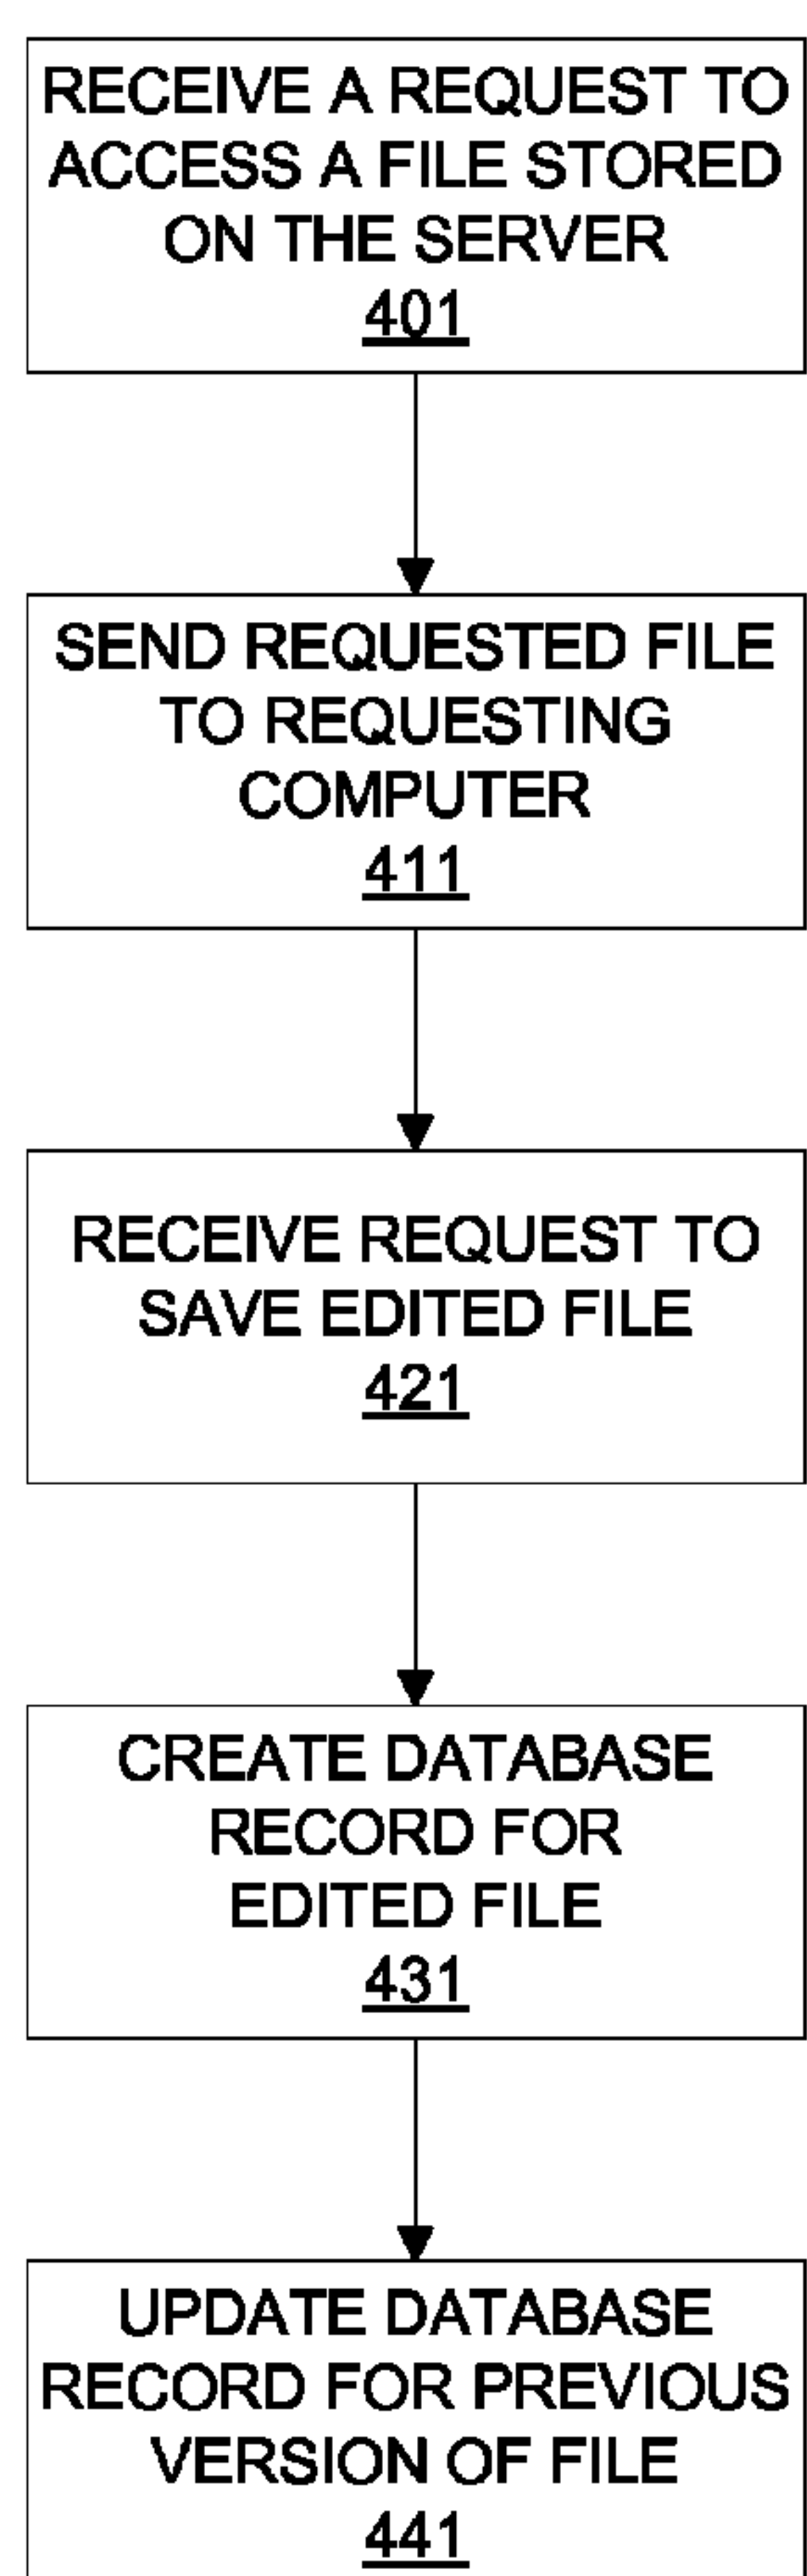 RECEIVE A REQUEST TO
ACCESS A FILE STORED
ON THE SERVER
401
SEND REQUESTED FILE
TO REQUESTING
COMPUTER
411
RECEIVE REQUEST TO
SAVE EDITED FILE
421
CREATE DATABASE
RECORD FOR
EDITED FILE
431
UPDATE DATABASE
RECORD FOR PREVIOUS
VERSION OF FILE
441